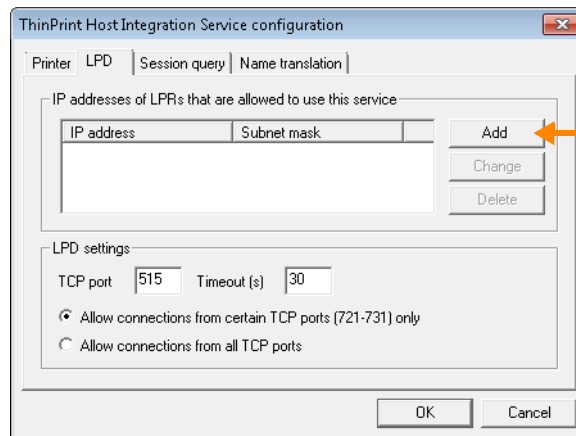 ThinPrint Host Integration Service configuration
Printer LPD Session query Name translation
IP addresses of LPRs that are allowed to use this service
IP address Subnet mask
Add
Change
Delete
LPD settings
TCP port 515 Timeout (s) 30
Allow connections from certain TCP ports (721-731) only
Allow connections from all TCP ports
OK Cancel